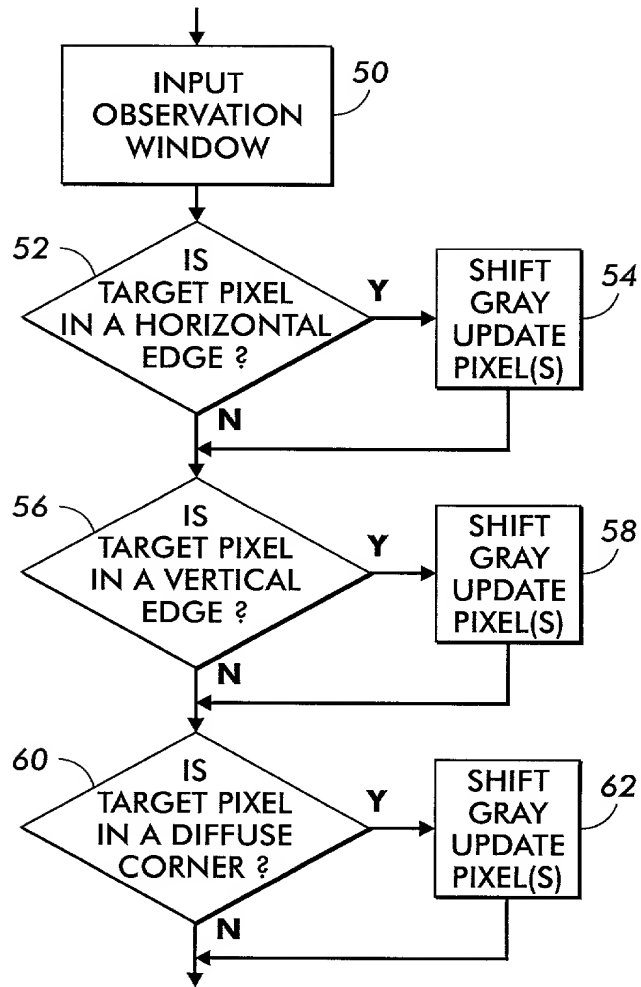 INPUT
OBSERVATION
WINDOW
50
52
IS
TARGET PIXEL
IN A HORIZONTAL
EDGE ?
Y
N
SHIFT
GRAY
UPDATE
PIXEL(S)
54
56
IS
TARGET PIXEL
IN A VERTICAL
EDGE ?
Y
N
SHIFT
GRAY
UPDATE
PIXEL(S)
58
60
IS
TARGET PIXEL
IN A DIFFUSE
CORNER ?
Y
N
SHIFT
GRAY
UPDATE
PIXEL(S)
62